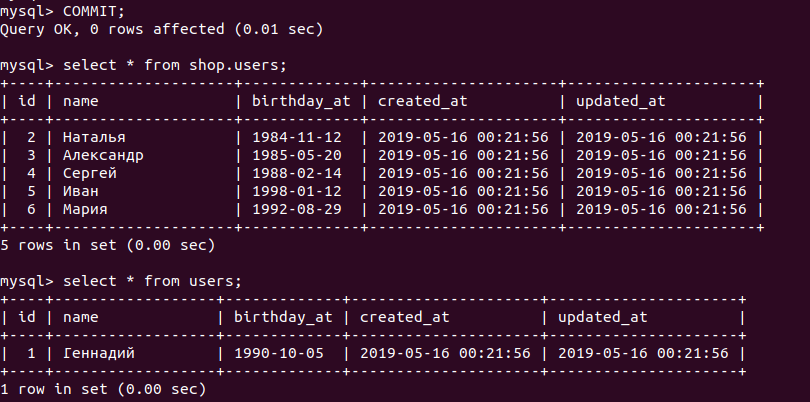 mysql> COMMIT;
Query OK, 0 rows affected (0.01 sec)
mysql> select * from shop.users;
+----+--------------------+------------+---------------------+---------------------+
| id | name               | birthday_at | created_at          | updated_at          |
+----+--------------------+------------+---------------------+---------------------+
|  2 | Наталья            | 1984-11-12  | 2019-05-16 00:21:56 | 2019-05-16 00:21:56 |
|  3 | Александр          | 1985-05-20  | 2019-05-16 00:21:56 | 2019-05-16 00:21:56 |
|  4 | Сергей             | 1988-02-14  | 2019-05-16 00:21:56 | 2019-05-16 00:21:56 |
|  5 | Иван               | 1998-01-12  | 2019-05-16 00:21:56 | 2019-05-16 00:21:56 |
|  6 | Мария              | 1992-08-29  | 2019-05-16 00:21:56 | 2019-05-16 00:21:56 |
+----+--------------------+------------+---------------------+---------------------+
5 rows in set (0.00 sec)
mysql> select * from users;
+----+------------------+-------------+---------------------+---------------------+
| id | name             | birthday_at | created_at          | updated_at          |
+----+------------------+-------------+---------------------+---------------------+
|  1 | Геннадий         | 1990-10-05  | 2019-05-16 00:21:56 | 2019-05-16 00:21:56 |
+----+------------------+-------------+---------------------+---------------------+
1 row in set (0.00 sec)